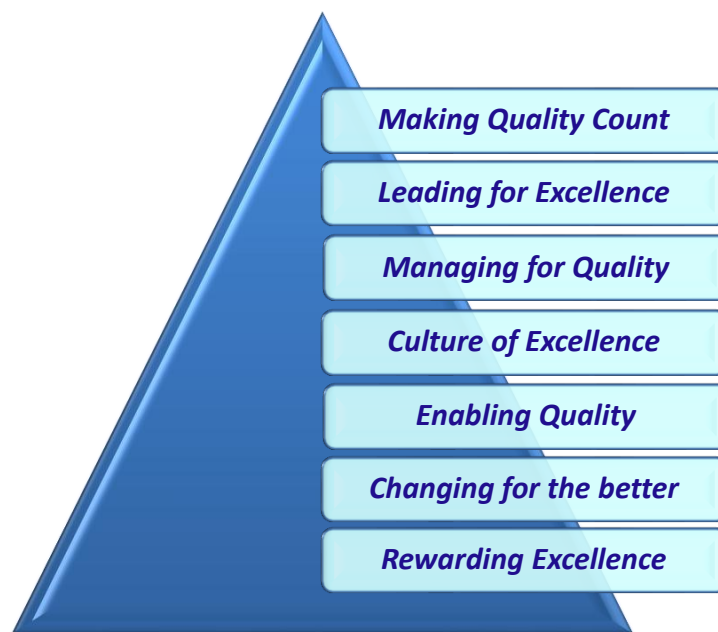 Making Quality Count
Leading for Excellence
Managing for Quality
Culture of Excellence
Enabling Quality
Changing for the better
Rewarding Excellence